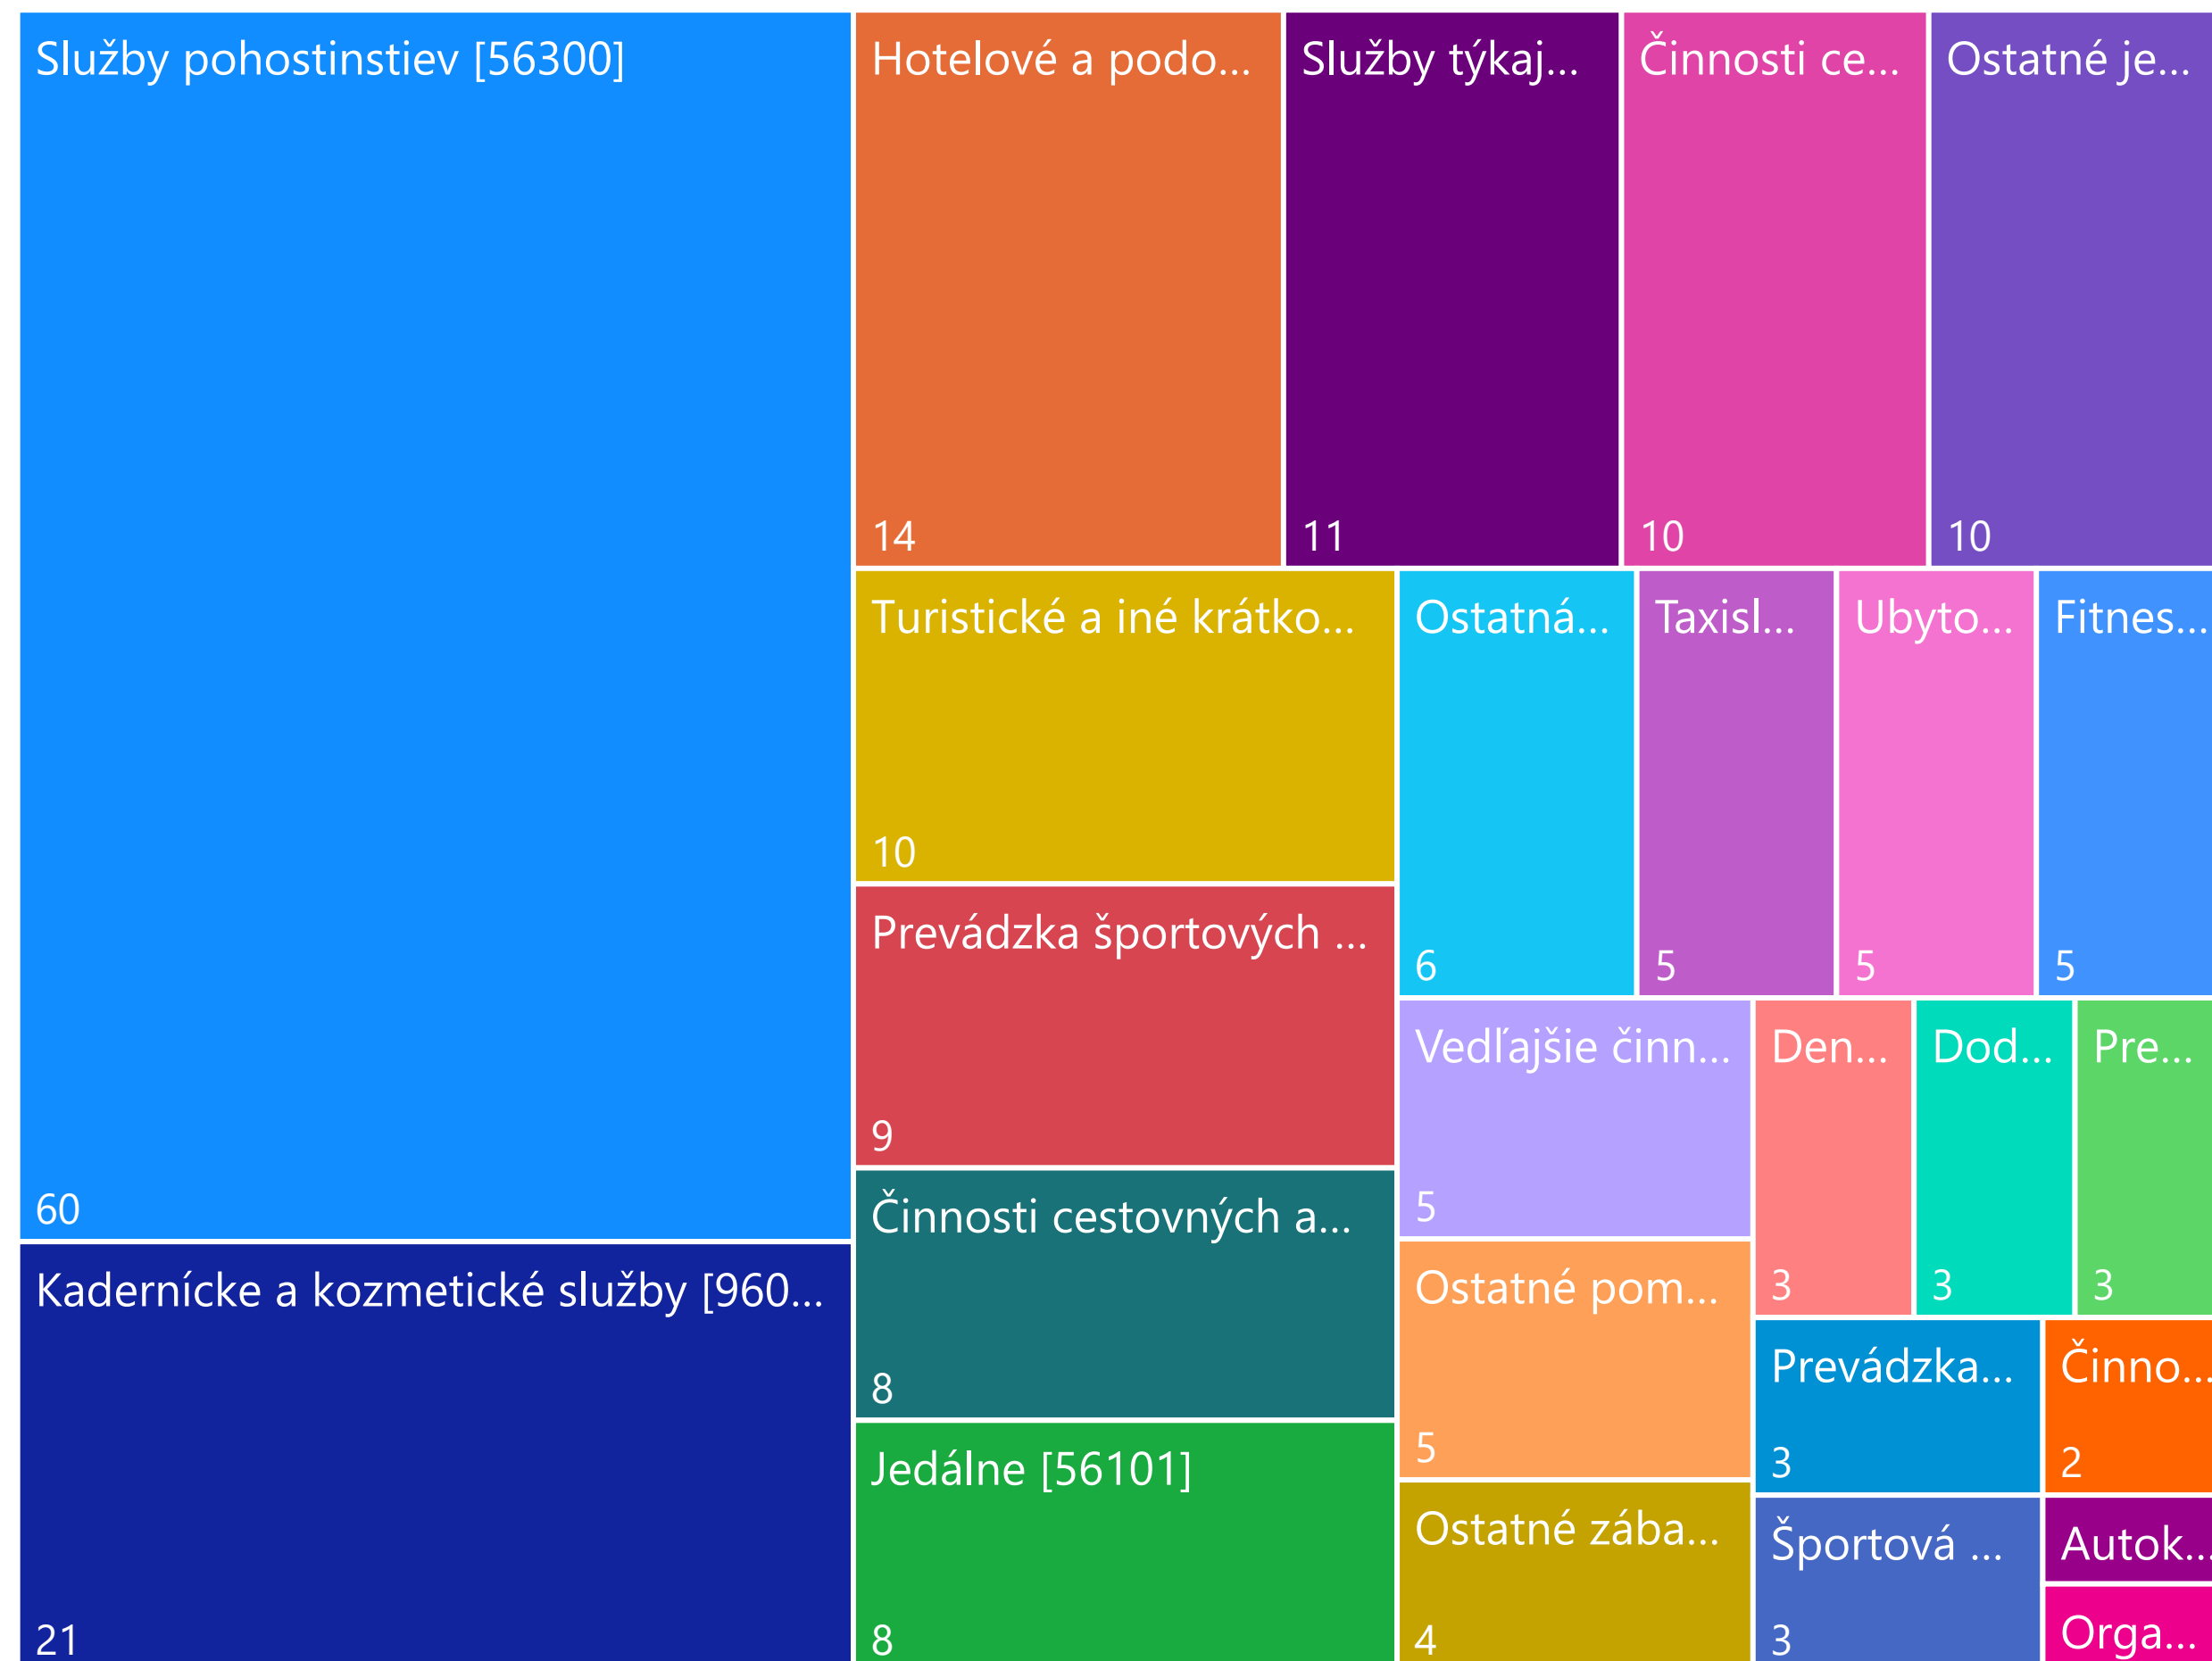 Služby pohostinstiev [56300]
60
Kadernícke a kozmetické služby [960...
21
Hotelové a podo...
14
Služby týkaj...
11
Činnosti ce...
10
Ostatné je...
10
Turistické a iné krátko...
10
Prevádzka športových ...
9
Činnosti cestovných a...
8
Jedálne [56101]
8
Ostatná...
6
Taxisl...
5
Ubyto...
5
Fitnes...
5
Vedľajšie činn...
5
Ostatné pom...
5
Ostatné zába...
4
Den...
3
Dod...
3
Pre...
3
Prevádzka...
3
Činno...
2
Športová ...
3
Autok...
Orga...